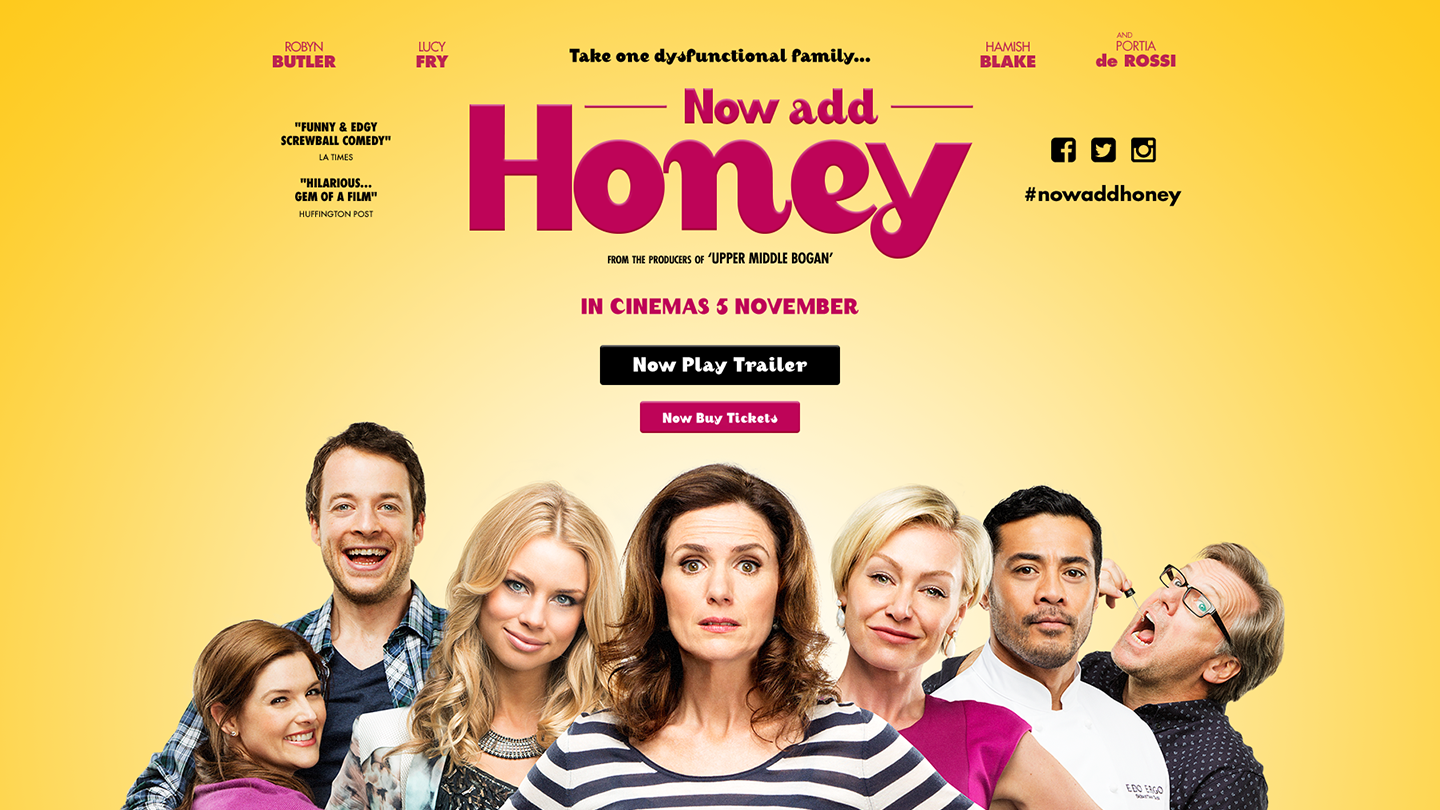 ROBYN
BUTLER
LUCY
FRY
Take one dysfunctional family...
HAMISH
BLAKE
AND
PORTIA
de ROSSI
Now add
Honey
"FUNNY & EDGY
SCREWBALL COMEDY"
LA TIMES
"HILARIOUS...
GEM OF A FILM"
HUFFINGTON POST
#nowaddhoney
FROM THE PRODUCERS OF 'UPPER MIDDLE BOGAN'
IN CINEMAS 5 NOVEMBER
Now Play Trailer
Now Buy Tickets
EDO ERGO